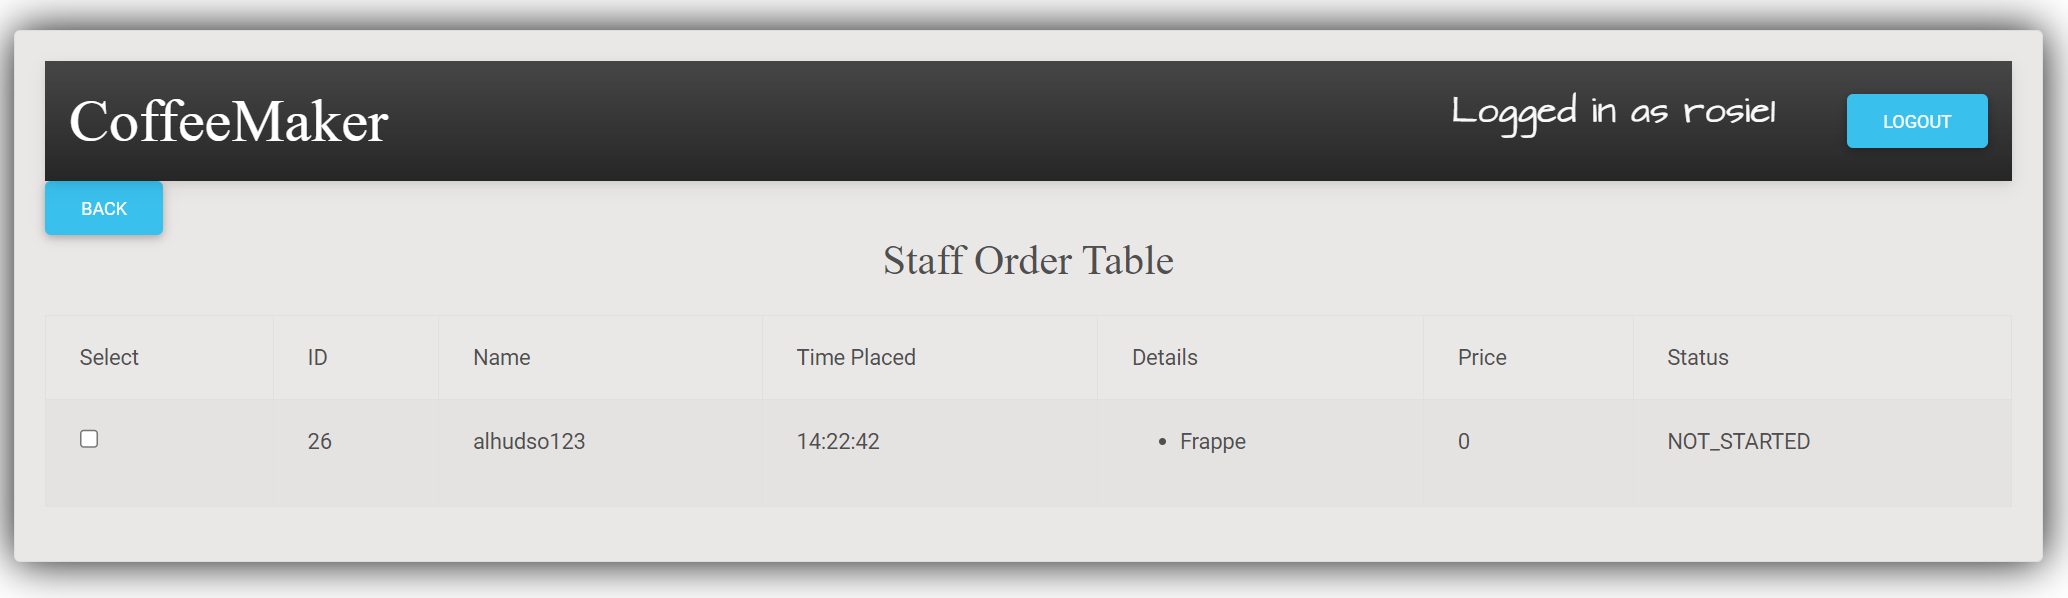 CoffeeMaker
Logged in as rosiel
LOGOUT
BACK
Staff Order Table
Select ID Name Time Placed Details Price Status
26 alhudso123 14:22:42 • Frappe 0 NOT_STARTED